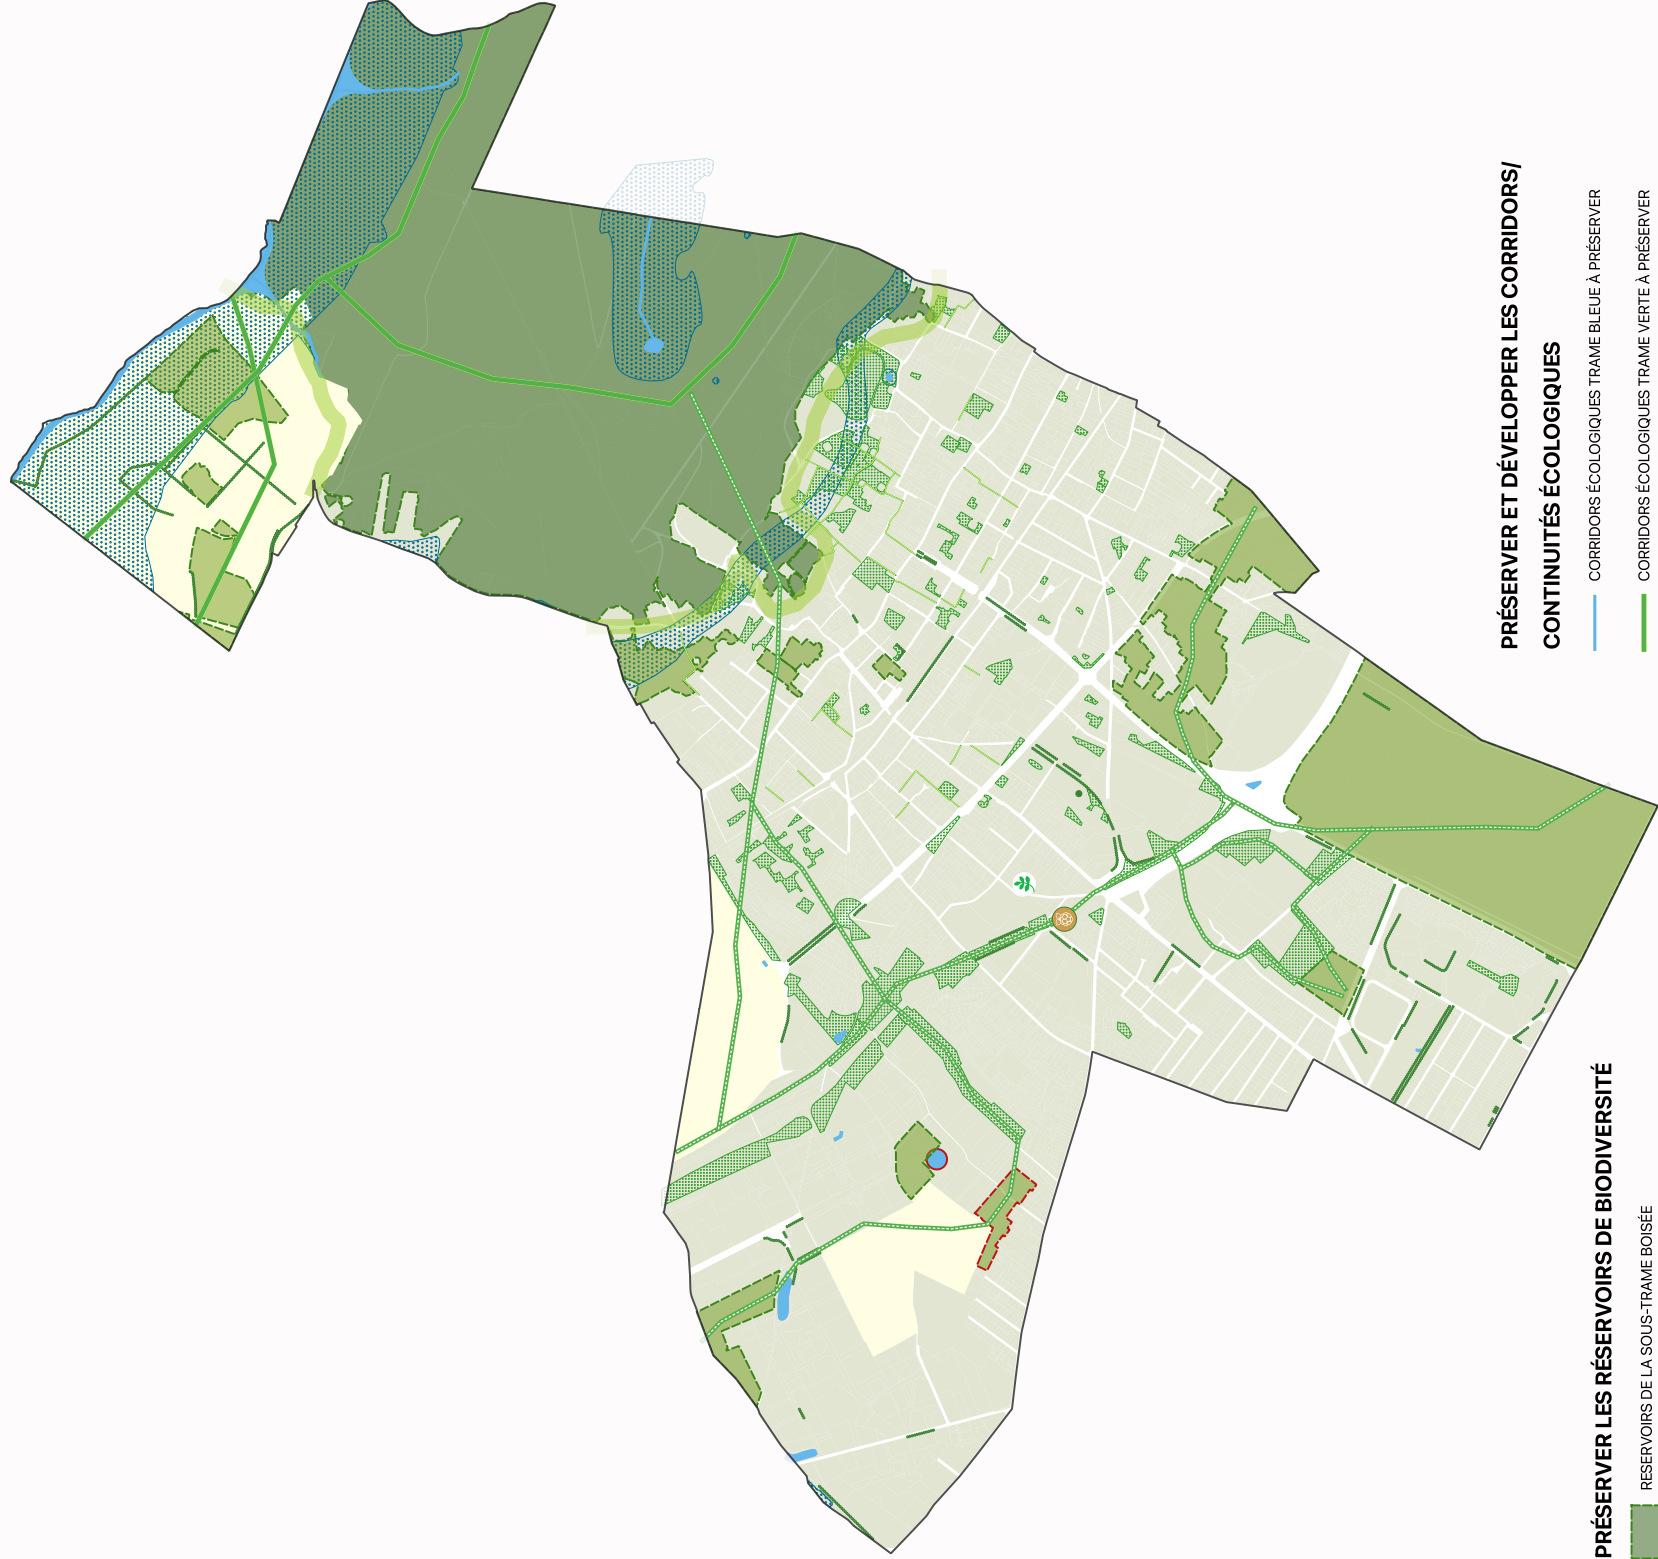 PRÉSERVER ET DÉVELOPPER LES CORRIDORS/
CONTINUITÉS ÉCOLOGIQUES
CORRIDORS ÉCOLOGIQUES TRAME BLEUE À PRÉSERVER
CORRIDORS ÉCOLOGIQUES TRAME VERTE À PRÉSERVER
PRÉSERVER LES RÉSERVOIRS DE BIODIVERSITÉ
RESERVOIRS DE LA SOUS-TRAME BOISÉE